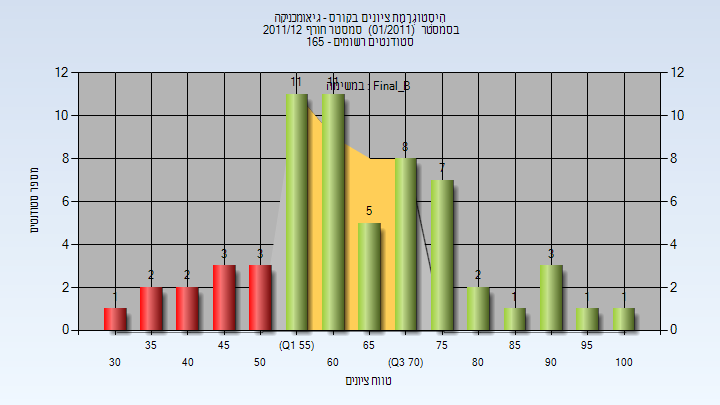 היסטוגרמת ציונים בקורס - גיאומכניקה
בסמסטר (01/2011) סמסטר חורף 2011/12
סטודנטים רשומים - 165
במשימה : Final_B
מספר סטודנטים
12 12
10 10
8 8
6 6
4 4
2 2
0 0
1 2 2 3 3 11 11 5 8 7 2 1 3 1 1
35 45 (Q1 55) 65 75 85 95
30 40 50 60 (Q3 70) 80 90 100
טווח ציונים